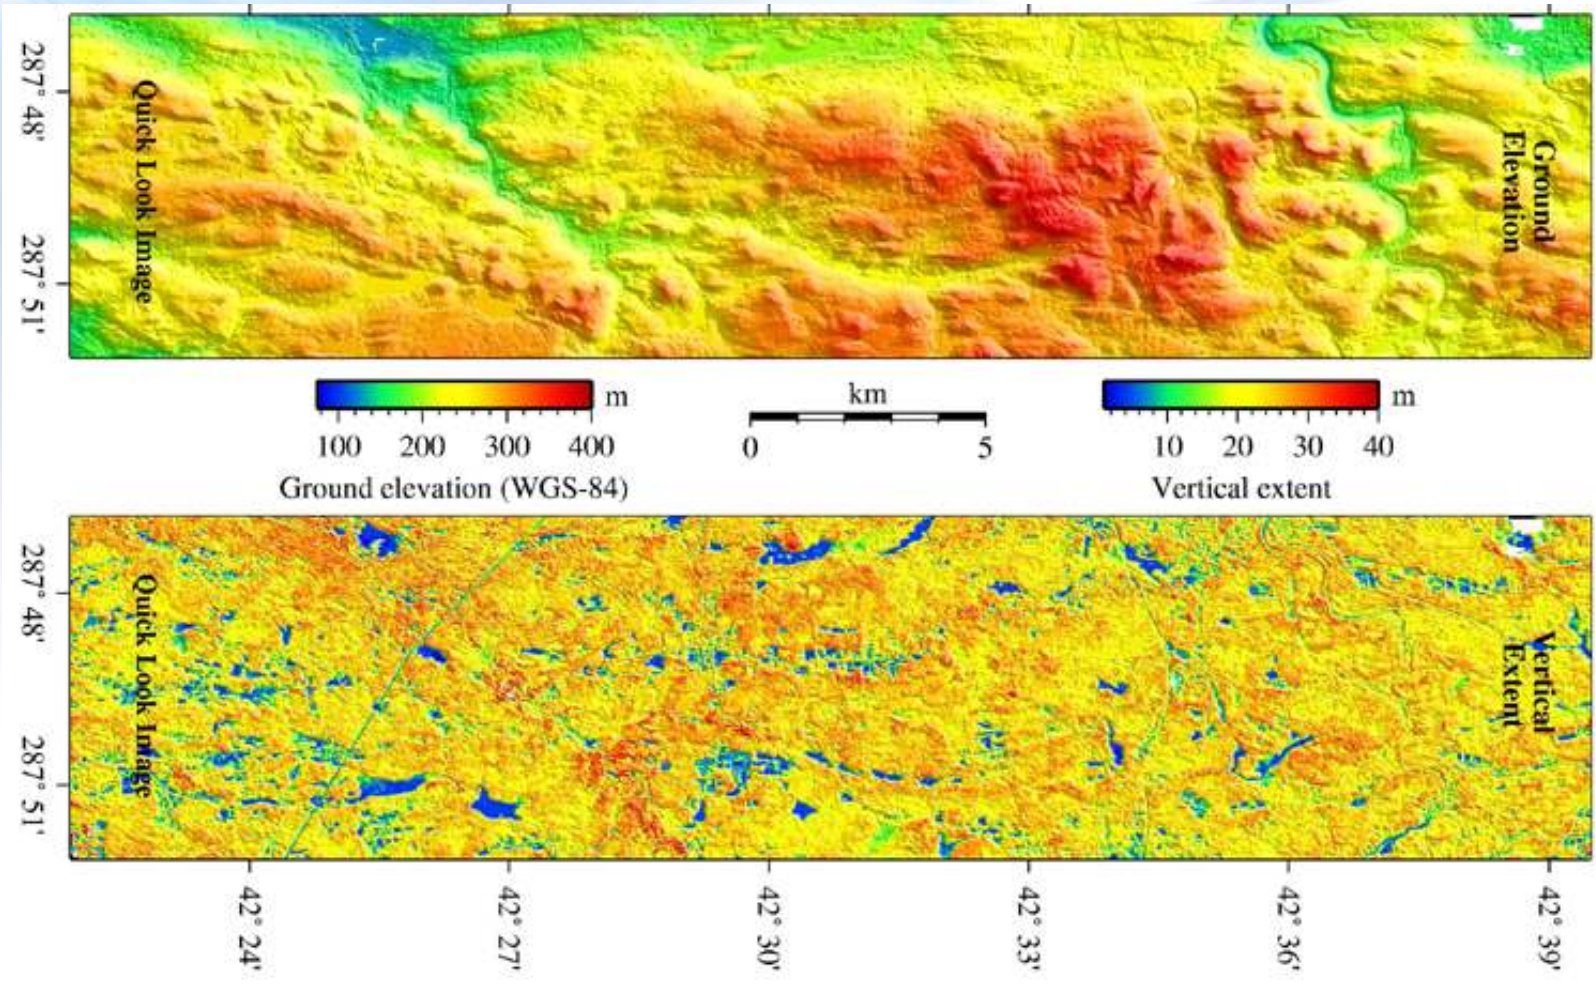 287° 48'
287° 51'
Quick Look Image
Ground
Elevation
m
100 200 300 400
Ground elevation (WGS-84)
km
0 5
m
10 20 30 40
Vertical extent
287° 48'
287° 51'
Quick Look Image
Vertical
Extent
42° 24' 42° 27' 42° 30' 42° 33' 42° 36' 42° 39'